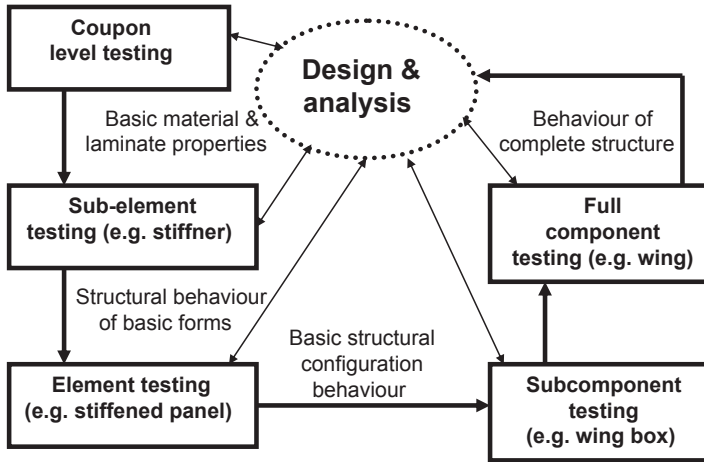 Coupon
level testing
Design &
analysis
Basic material &
laminate properties
Behaviour of
complete structure
Sub-element
testing (e.g. stiffner)
Full
component
testing (e.g. wing)
Structural behaviour
of basic forms
Basic structural
configuration
behaviour
Element testing
(e.g. stiffened panel)
Subcomponent
testing
(e.g. wing box)